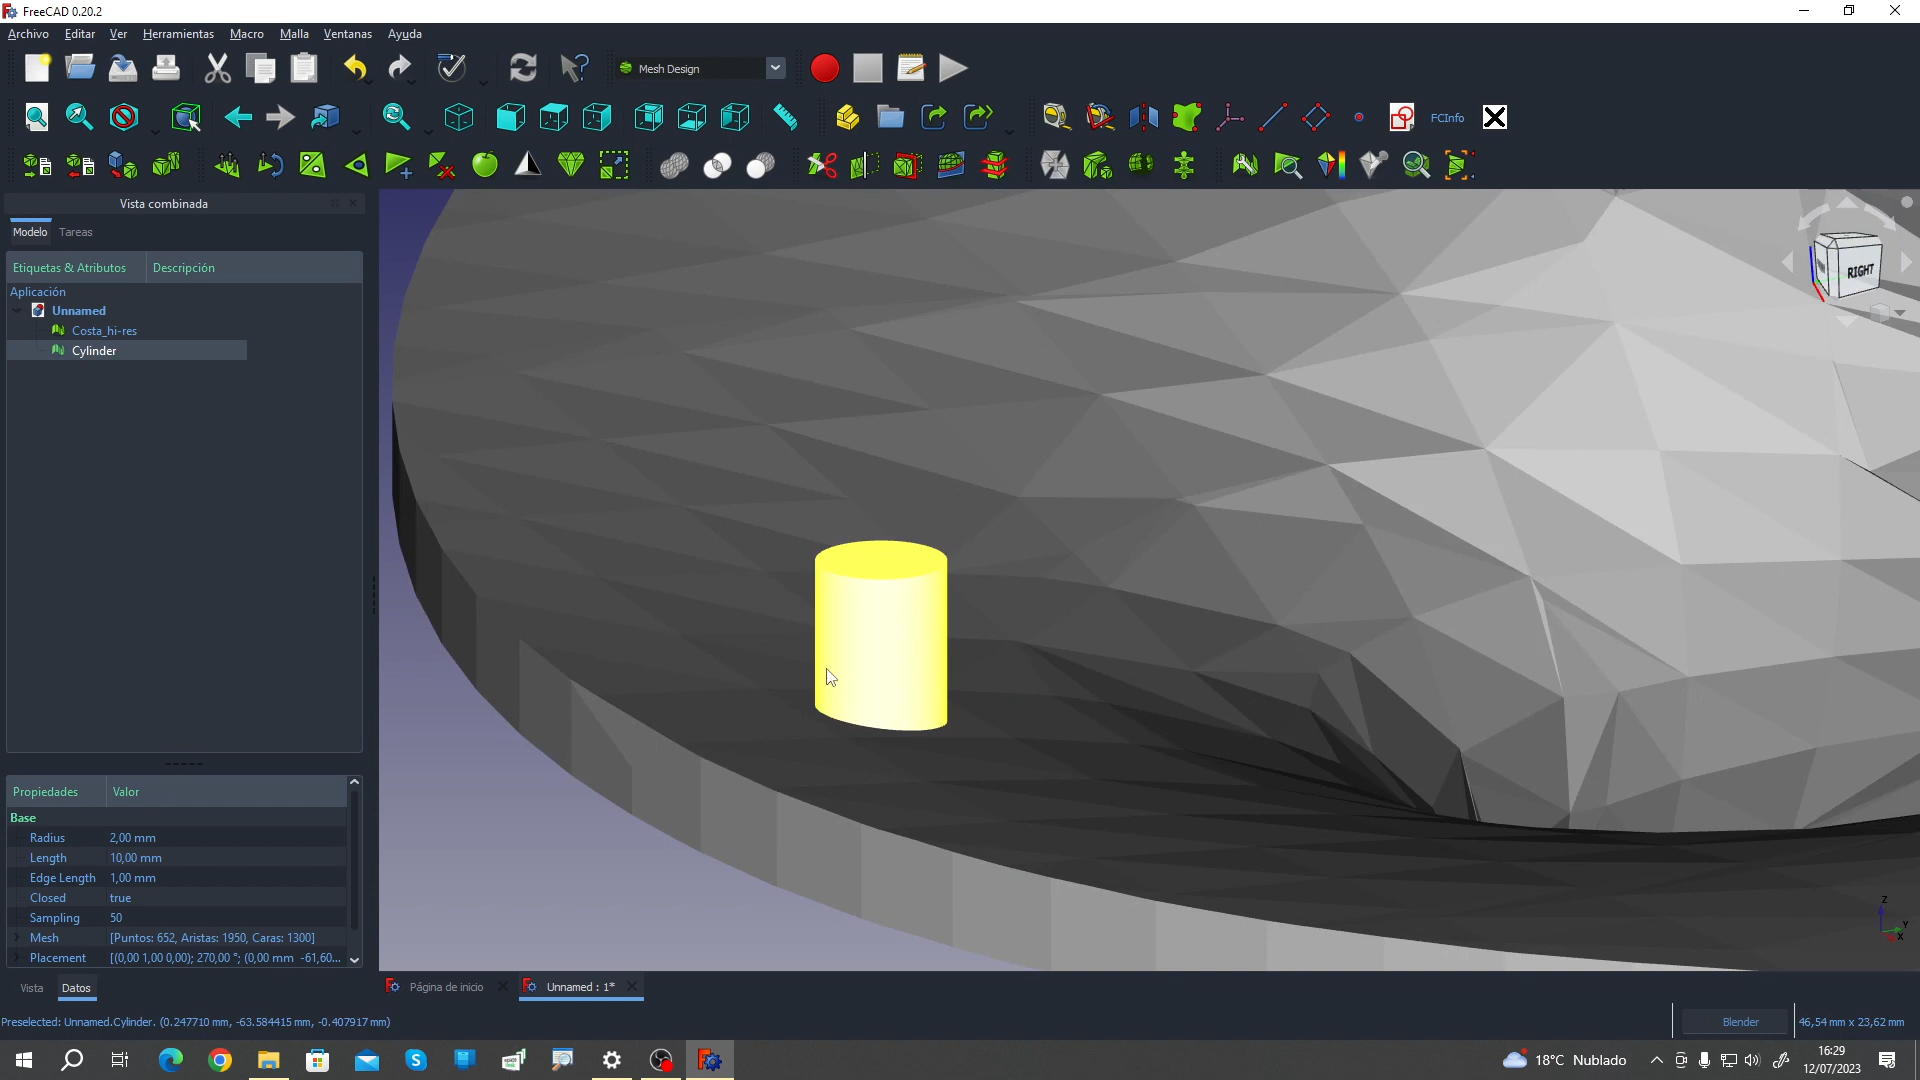 FreeCAD 0.20.2
Archivo Editar Ver Herramientas Macro Malla Ventanas Ayuda
Mesh Design
FCInfo
Vista combinada
Modelo Tareas
Etiquetas & Atributos Descripción
Aplicación
Unnamed
Costa_hi-res
Cylinder
RIGHT
Propiedades Valor
Base
Radius 2,00 mm
Length 10,00 mm
Edge Length 1,00 mm
Closed true
Sampling 50
Mesh [Puntos: 652, Aristas: 1950, Caras: 1300]
Placement [(0,00 1,00 0,00); 270,00 °; (0,00 mm -61,60...
Z
Y
X
Vista Datos
Página de inicio Unnamed : 1*
Preselected: Unnamed.Cylinder. (0.247710 mm, -63.584415 mm, -0.407917 mm)
Blender 46,54 mm x 23,62 mm
18°C Nublado
16:29
12/07/2023